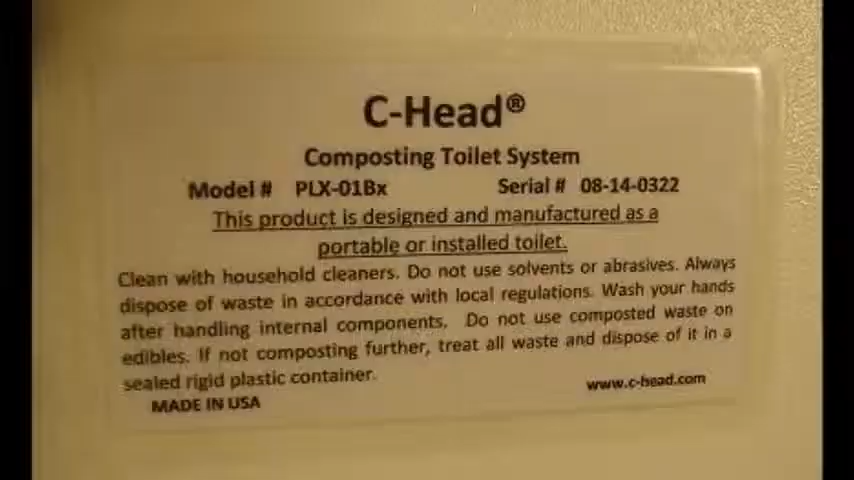 C-Head®
Composting Toilet System
Model # PLX-01Bx Serial # 08-14-0322
This product is designed and manufactured as a
portable or installed toilet.
Clean with household cleaners. Do not use solvents or abrasives. Always
dispose of waste in accordance with local regulations. Wash your hands
after handling internal components. Do not use composted waste on
edibles. If not composting further, treat all waste and dispose of it in a
sealed rigid plastic container.
www.c-head.com
MADE IN USA